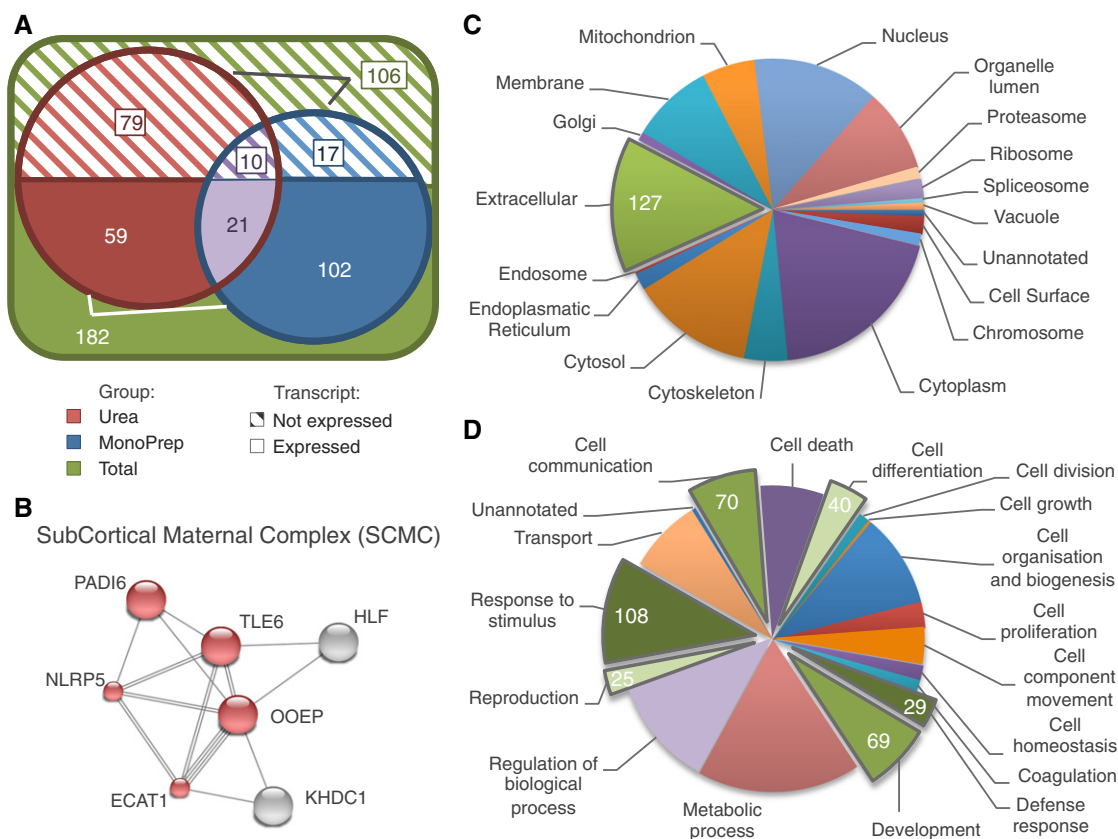 A
106
79
10
17
21
59
102
182
Group:
Urea
MonoPrep
Total
Transcript:
Not expressed
Expressed
B
SubCortical Maternal Complex (SCMC)
PADI6
TLE6
HLF
NLRP5
OOEP
ECAT1
KHDC1
C
Mitochondrion
Nucleus
Membrane
Organelle
lumen
Golgi
Proteasome
Ribosome
Extracellular
127
Spliceosome
Vacuole
Endosome
Unannotated
Endoplasmatic
Reticulum
Cell Surface
Chromosome
Cytosol
Cytoskeleton
Cytoplasm
D
Cell
communication
Cell death
Cell
differentiation
Cell division
70
40
Unannotated
Cell growth
Transport
Cell
organisation
and biogenesis
Response to
stimulus
108
Cell
proliferation
25
Reproduction
Cell
component
movement
29
69
Cell
homeostasis
Regulation of
biological
process
Coagulation
Metabolic
process
Defense
response
Development